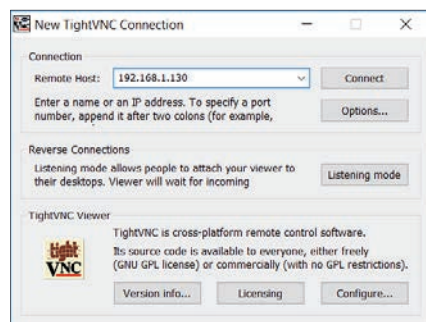 New TightVNC Connection
Connection
Remote Host: 192.168.1.130
Connect
Enter a name or an IP address. To specify a port
number, append it after two colons (for example,
Options...
Reverse Connections
Listening mode allows people to attach your viewer to
their desktops. Viewer will wait for incoming
Listening mode
TightVNC Viewer
tight
VNC
TightVNC is cross-platform remote control software.
Its source code is available to everyone, either freely
(GNU GPL license) or commercially (with no GPL restrictions).
Version info...
Licensing
Configure...